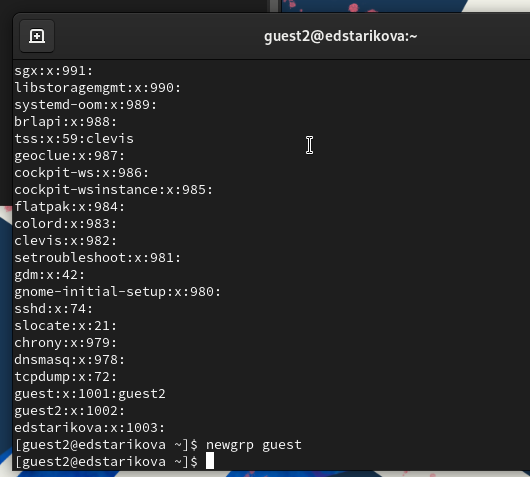 guest2@edstarikova:~
sgx:x:991:
libstoragemgmt:x:990:
systemd-oom:x:989:
brlapi:x:988:
tss:x:59:clevis
geoclue:x:987:
cockpit-ws:x:986:
cockpit-wsinstance:x:985:
flatpak:x:984:
colord:x:983:
clevis:x:982:
setroubleshoot:x:981:
gdm:x:42:
gnome-initial-setup:x:980:
sshd:x:74:
slocate:x:21:
chrony:x:979:
dnsmasq:x:978:
tcpdump:x:72:
guest:x:1001:guest2
guest2:x:1002:
edstarikova:x:1003:
[guest2@edstarikova ~]$ newgrp guest
[guest2@edstarikova ~]$